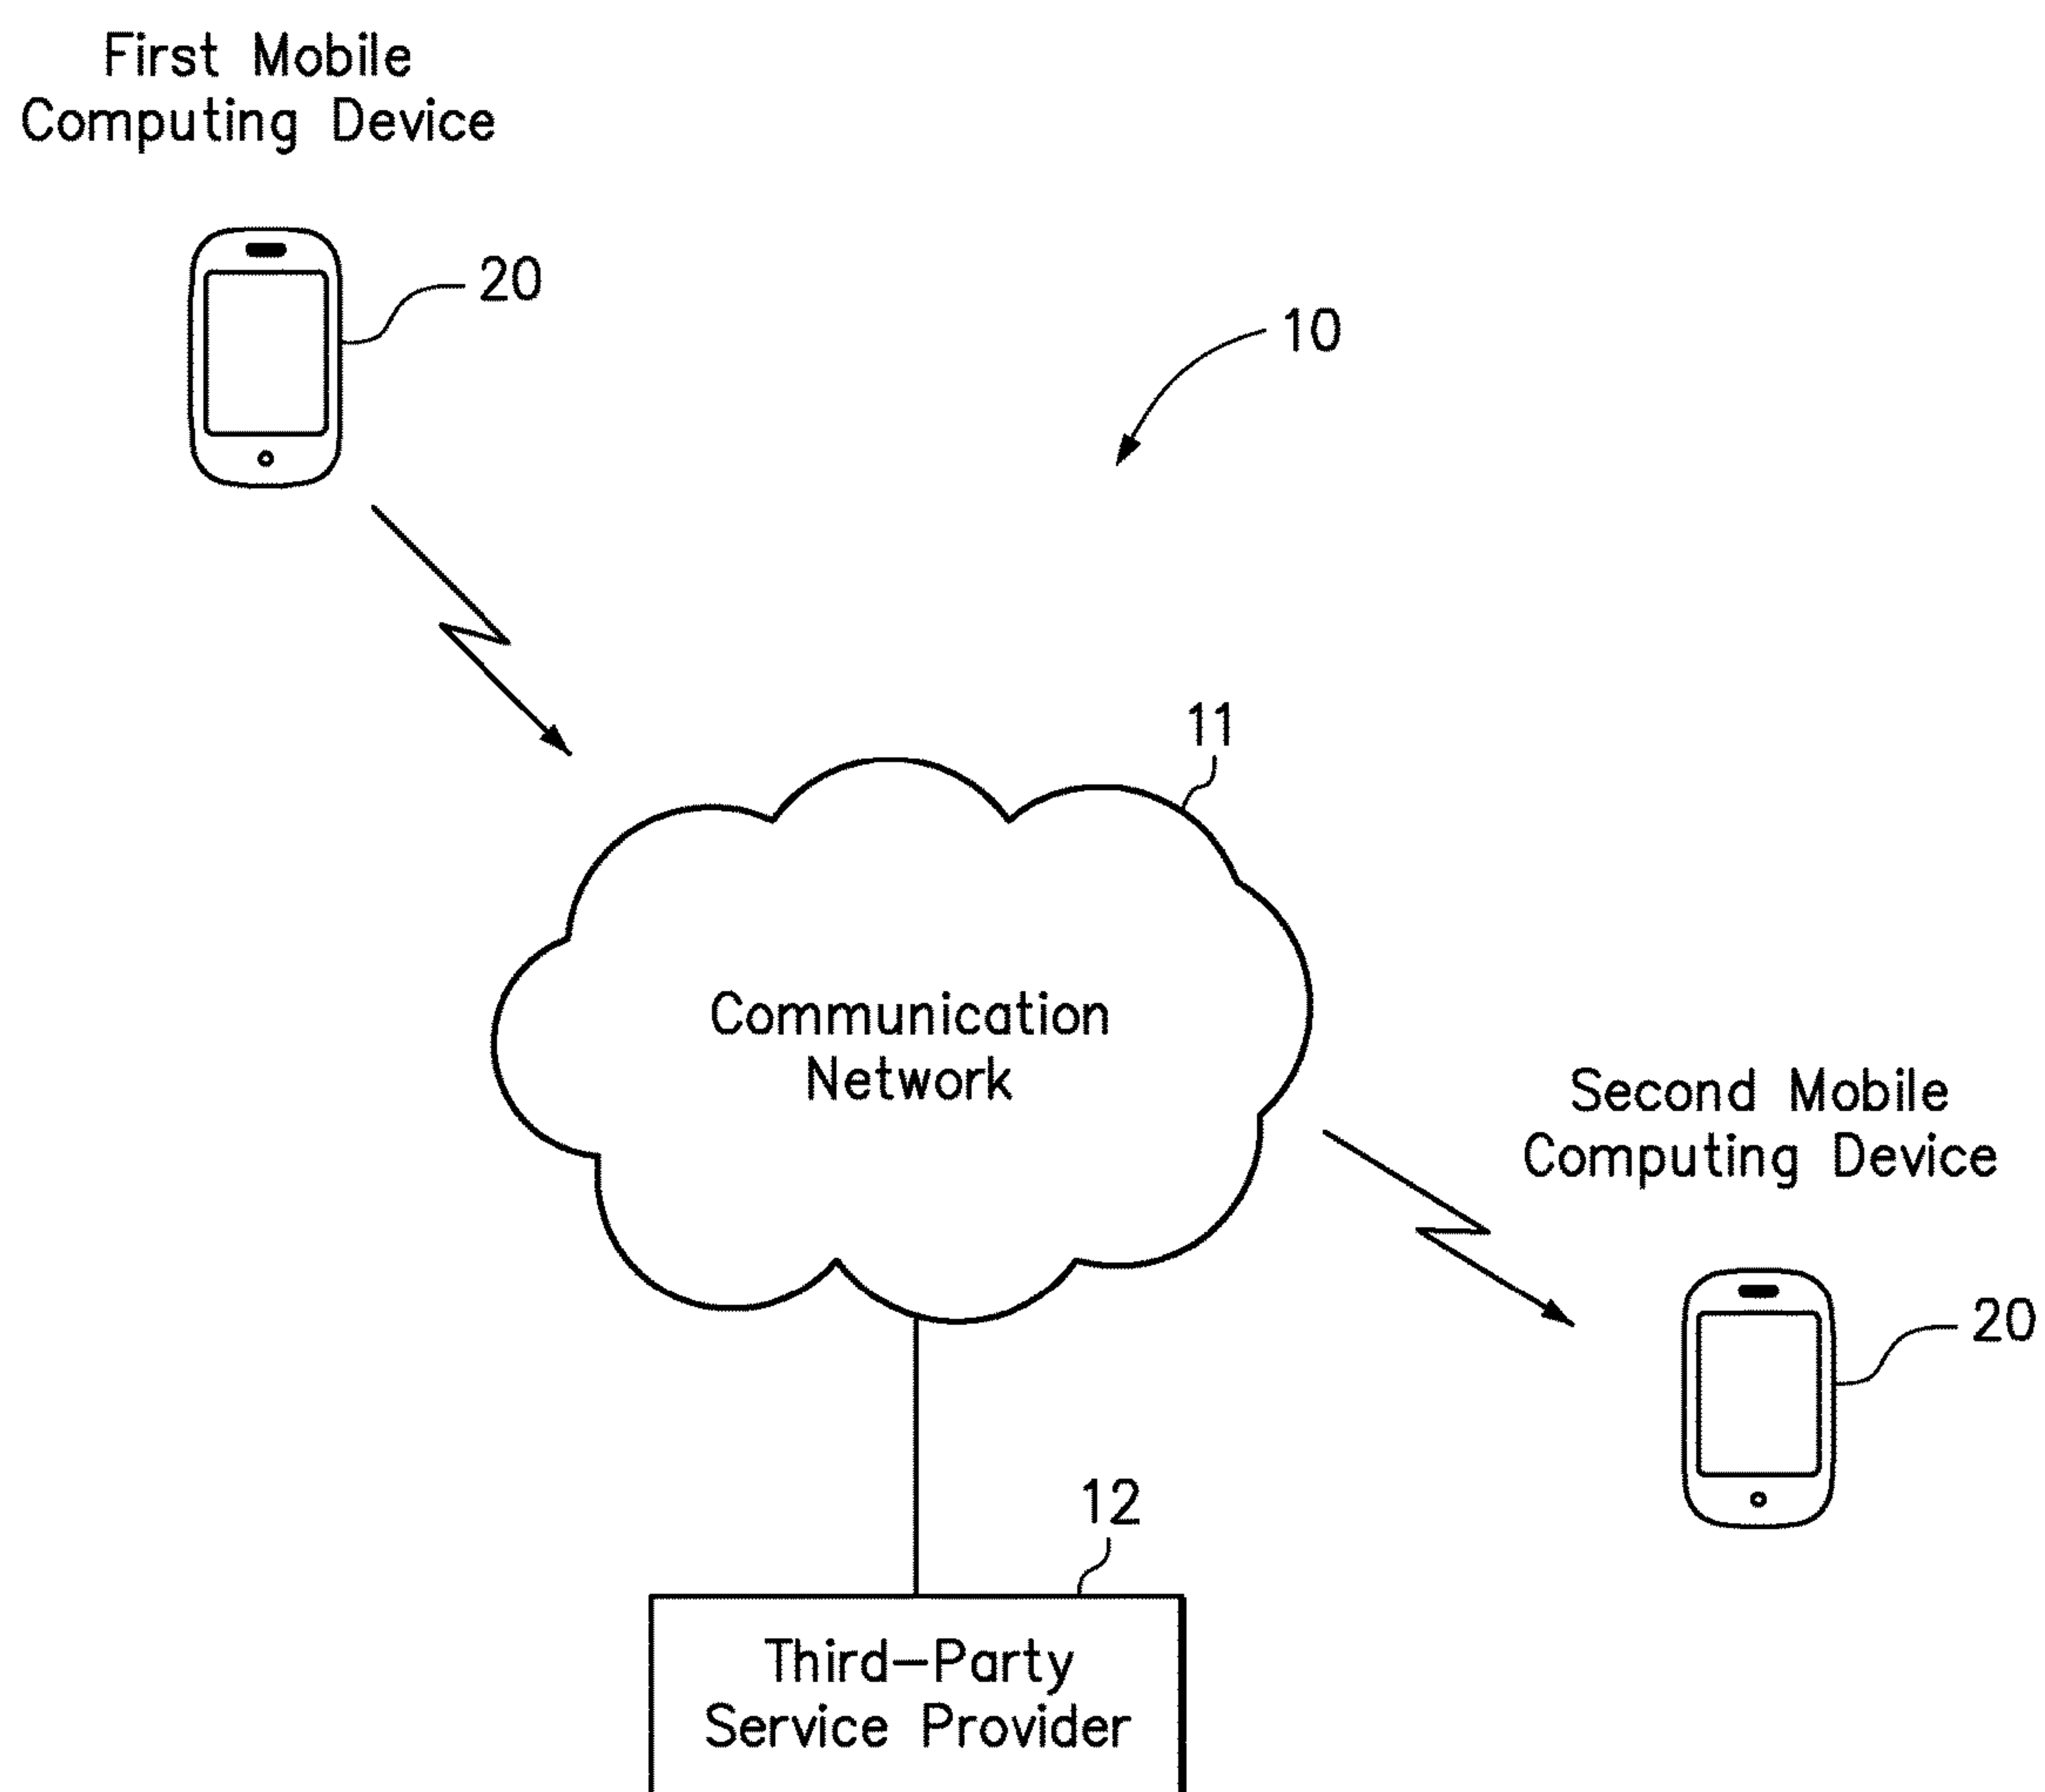 First Mobile
Computing Device
20
10
11
Communication
Network
Second Mobile
Computing Device
20
12
Third-Party
Service Provider